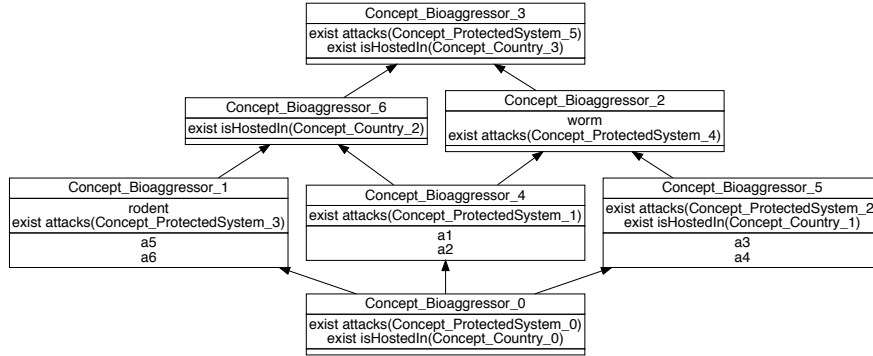 Concept_Bioaggressor_3
exist attacks(Concept_ProtectedSystem_5)
exist isHostedIn(Concept_Country_3)
Concept_Bioaggressor_6
exist isHostedIn(Concept_Country_2)
Concept_Bioaggressor_2
worm
exist attacks(Concept_ProtectedSystem_4)
Concept_Bioaggressor_1
rodent
exist attacks(Concept_ProtectedSystem_3)
a5
a6
Concept_Bioaggressor_4
exist attacks(Concept_ProtectedSystem_1)
a1
a2
Concept_Bioaggressor_5
exist attacks(Concept_ProtectedSystem_2)
exist isHostedIn(Concept_Country_1)
a3
a4
Concept_Bioaggressor_0
exist attacks(Concept_ProtectedSystem_0)
exist isHostedIn(Concept_Country_0)